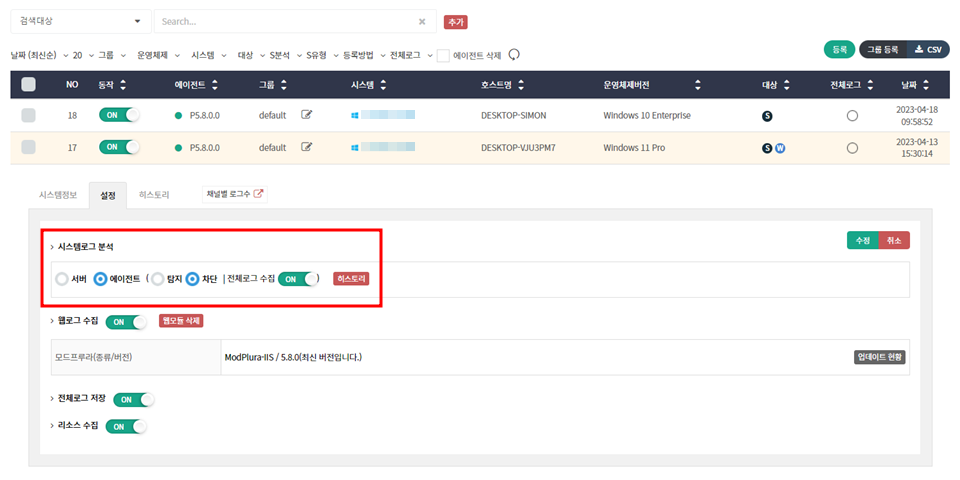 검색대상 Search... 추가
날짜 (최신순) 20 그룹 운영체제 시스템 대상 S분석 S유형 등록방법 전체로그 에이전트 삭제 등록 그룹 등록 CSV
NO 동작 에이전트 그룹 시스템 호스트명 운영체제버전 대상 전체로그 날짜
18 ON P5.8.0.0 default DESKTOP-SIMON Windows 10 Enterprise S 2023-04-18
09:58:52
17 ON P5.8.0.0 default DESKTOP-VJU3PM7 Windows 11 Pro S W 2023-04-13
15:30:14
시스템정보 설정 히스토리 채널별 로그수
> 시스템로그 분석 수정 취소
서버 에이전트 ( 탐지 차단 | 전체로그 수집 ON ) 히스토리
> 웹로그 수집 ON 웹모듈 삭제
모드프루라(종류/버전) ModPlura-IIS / 5.8.0(최신 버전입니다.) 업데이트 현황
> 전체로그 저장 ON
> 리소스 수집 ON